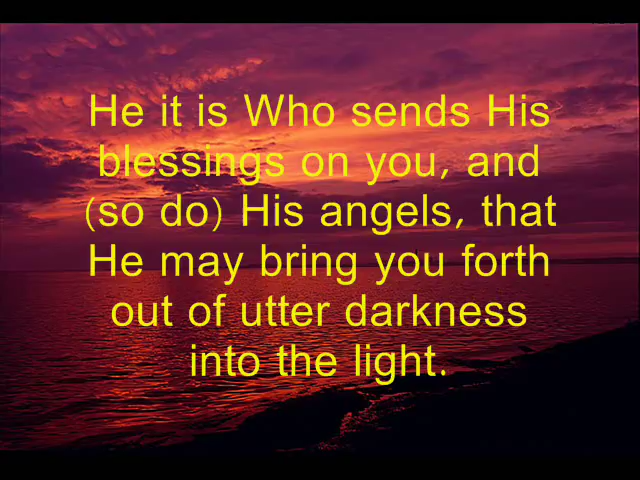 He it is Who sends His
blessings on you, and
(so do) His angels, that
He may bring you forth
out of utter darkness
into the light.